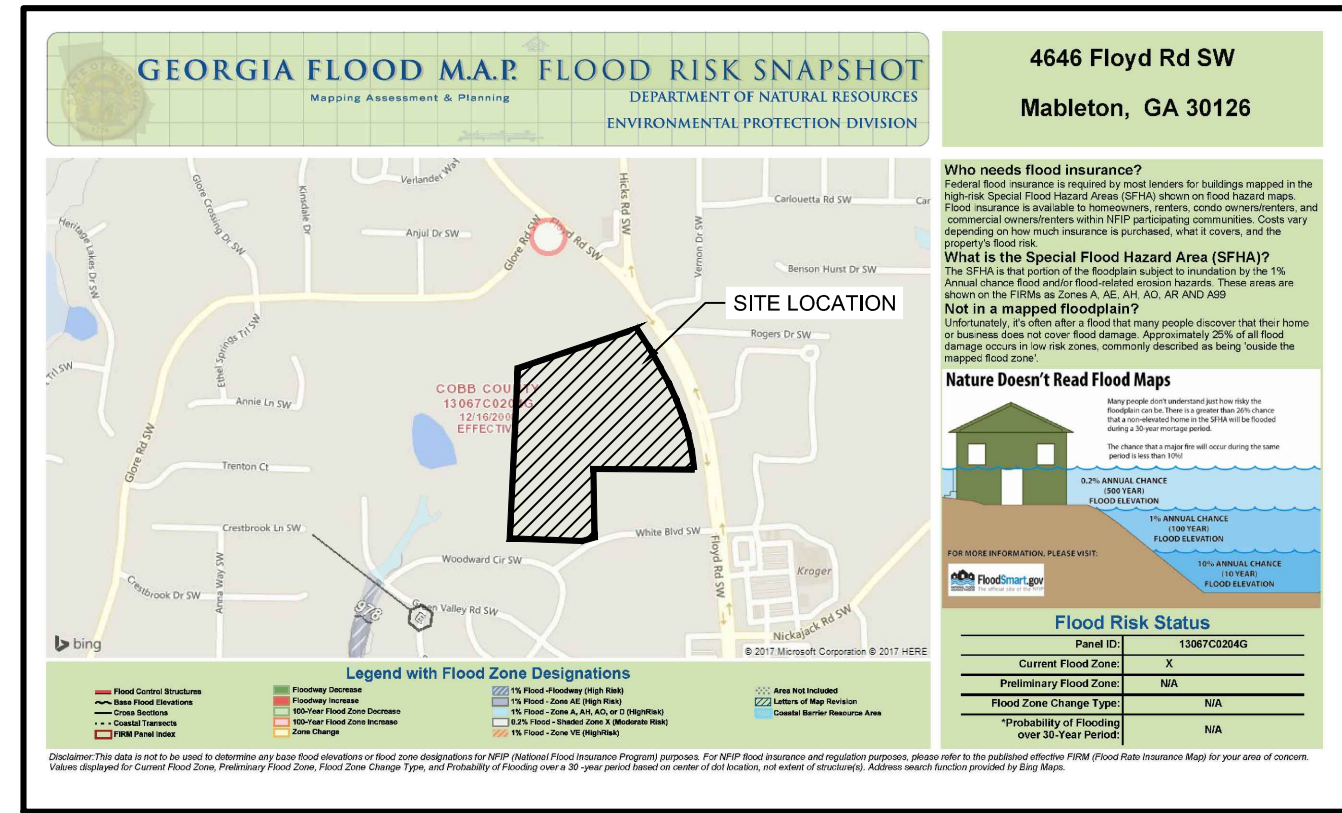 GEORGIA FLOOD M.A.P. FLOOD RISK SNAPSHOT
Mapping Assessment & Planning
DEPARTMENT OF NATURAL RESOURCES
ENVIRONMENTAL PROTECTION DIVISION
4646 Floyd Rd SW
Mableton, GA 30126
Verlander Way
Glore Crossing Dr SW
Kinsdale Dr
Hicks Rd SW
Carlouetta Rd SW
Car
Heritage Lakes Dr SW
Anjul Dr SW
Glore Rd SW
Floyd Rd SW
Vernon Dr SW
Benson Hurst Dr SW
SITE LOCATION
Rogers Dr SW
Ethel Springs Trl SW
Trl SW
COBB COUNTY
13067C0204G
12/16/200
EFFECTIV
Annie Ln SW
Glore Rd SW
Trenton Ct
Crestbrook Ln SW
White Blvd SW
Woodward Cir SW
Floyd Rd SW
Kroger
Crestbrook Dr SW
Anna Way SW
978
Green Valley Rd SW
Nickajack Rd SW
bing
© 2017 Microsoft Corporation © 2017 HERE
Who needs flood insurance?
Federal flood insurance is required by most lenders for buildings mapped in the
high-risk Special Flood Hazard Areas (SFHA) shown on flood hazard maps.
Flood insurance is available to homeowners, renters, condo owners/renters, and
commercial owners/renters within NFIP participating communities. Costs vary
depending on how much insurance is purchased, what it covers, and the
property's flood risk.
What is the Special Flood Hazard Area (SFHA)?
The SFHA is that portion of the floodplain subject to inundation by the 1%
Annual chance flood and/or flood-related erosion hazards. These areas are
shown on the FIRMs as Zones A, AE, AH, AO, AR AND A99
Not in a mapped floodplain?
Unfortunately, it's often after a flood that many people discover that their home
or business does not cover flood damage. Approximately 25% of all flood
damage occurs in low risk zones, commonly described as being 'ouside the
mapped flood zone'.
Nature Doesn't Read Flood Maps
Many people don't understand just how risky the
floodplain can be. There is a greater than 26% chance
that a non-elevated home in the SFHA will be flooded
during a 30-year mortage period.
The chance that a major fire will occur during the same
period is less than 10%!
0.2% ANNUAL CHANCE
(500 YEAR)
FLOOD ELEVATION
1% ANNUAL CHANCE
(100 YEAR)
FLOOD ELEVATION
10% ANNUAL CHANCE
(10 YEAR)
FLOOD ELEVATION
FOR MORE INFORMATION, PLEASE VISIT:
FloodSmart.gov
The official site of the NFIP
Flood Risk Status
Panel ID: 13067C0204G
Current Flood Zone: X
Preliminary Flood Zone: N/A
Flood Zone Change Type: N/A
*Probability of Flooding
over 30-Year Period: N/A
Legend with Flood Zone Designations
Flood Control Structures
Base Flood Elevations
Cross Sections
Coastal Transects
FIRM Panel Index
Floodway Decrease
Floodway Increase
100-Year Flood Zone Decrease
100-Year Flood Zone Increase
Zone Change
1% Flood -Floodway (High Risk)
1% Flood - Zone AE (High Risk)
1% Flood - Zone A, AH, AO, or D (HighRisk)
0.2% Flood - Shaded Zone X (Moderate Risk)
1% Flood - Zone VE (HighRisk)
Area Not Included
Letters of Map Revision
Coastal Barrier Resource Area
Disclaimer:This data is not to be used to determine any base flood elevations or flood zone designations for NFIP (National Flood Insurance Program) purposes. For NFIP flood insurance and regulation purposes, please refer to the published effective FIRM (Flood Rate Insurance Map) for your area of concern.
Values displayed for Current Flood Zone, Preliminary Flood Zone, Flood Zone Change Type, and Probability of Flooding over a 30 -year period based on center of dot location, not extent of structure(s). Address search function provided by Bing Maps.